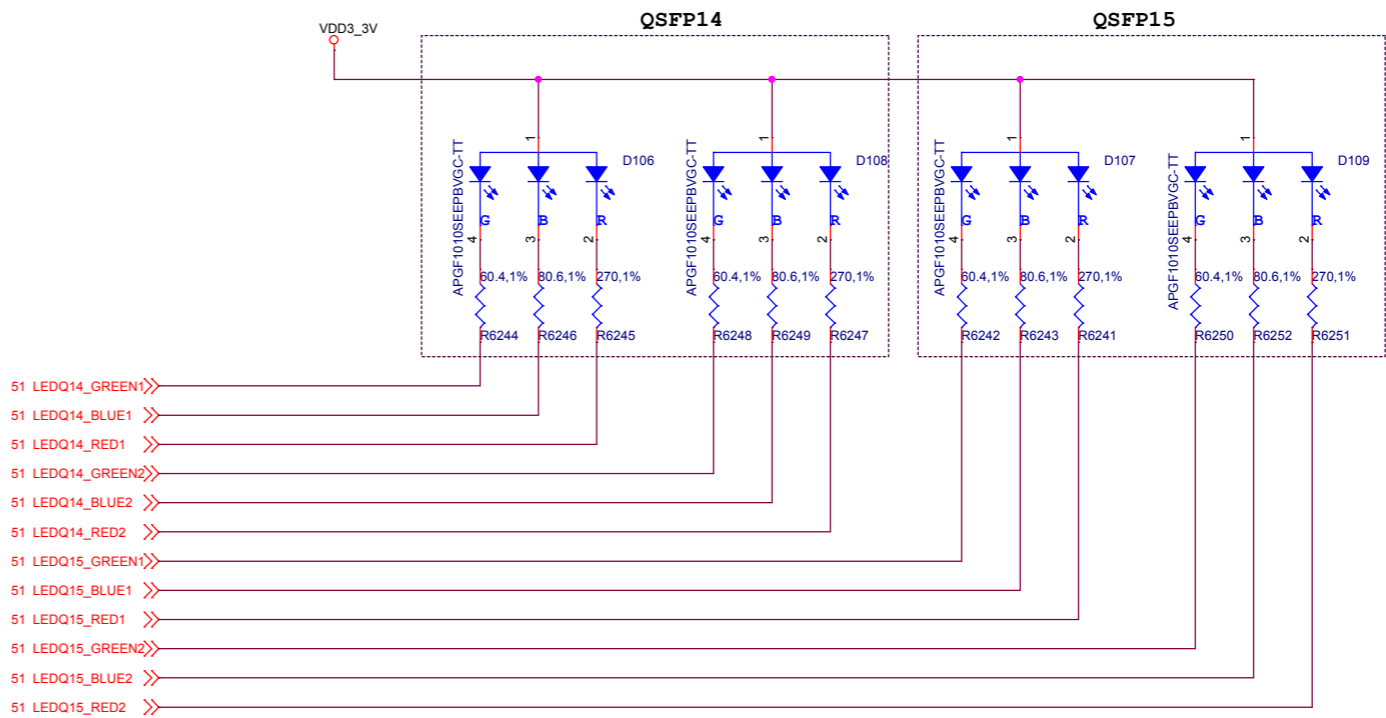 QSFP14 QSFP15
VDD3_3V
1 1 1 1
D106 D108 D107 D109
APGF1010SEEPBVGC-TT APGF1010SEEPBVGC-TT APGF1010SEEPBVGC-TT APGF1010SEEPBVGC-TT
G B R G B R G B R G B R
4 3 2 4 3 2 4 3 2 4 3 2
60.4,1% 80.6,1% 270,1% 60.4,1% 80.6,1% 270,1% 60.4,1% 80.6,1% 270,1% 60.4,1% 80.6,1% 270,1%
R6244 R6246 R6245 R6248 R6249 R6247 R6242 R6243 R6241 R6250 R6252 R6251
51 LEDQ14_GREEN1
51 LEDQ14_BLUE1
51 LEDQ14_RED1
51 LEDQ14_GREEN2
51 LEDQ14_BLUE2
51 LEDQ14_RED2
51 LEDQ15_GREEN1
51 LEDQ15_BLUE1
51 LEDQ15_RED1
51 LEDQ15_GREEN2
51 LEDQ15_BLUE2
51 LEDQ15_RED2